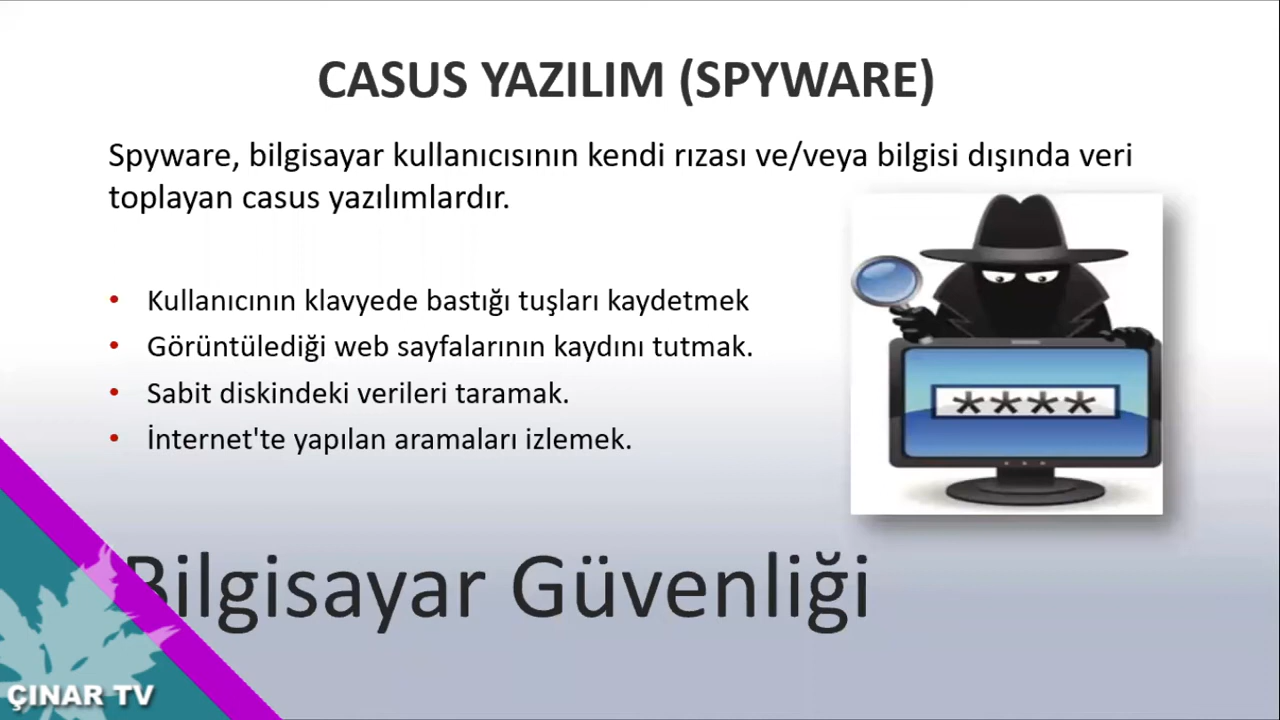 CASUS YAZILIM (SPYWARE)
Spyware, bilgisayar kullanıcısının kendi rızası ve/veya bilgisi dışında veri
toplayan casus yazılımlardır.
• Kullanıcının klavyede bastığı tuşları kaydetmek
• Görüntülediği web sayfalarının kaydını tutmak.
• Sabit diskindeki verileri taramak.
• İnternet'te yapılan aramaları izlemek.
****
Bilgisayar Güvenliği
ÇINAR TV